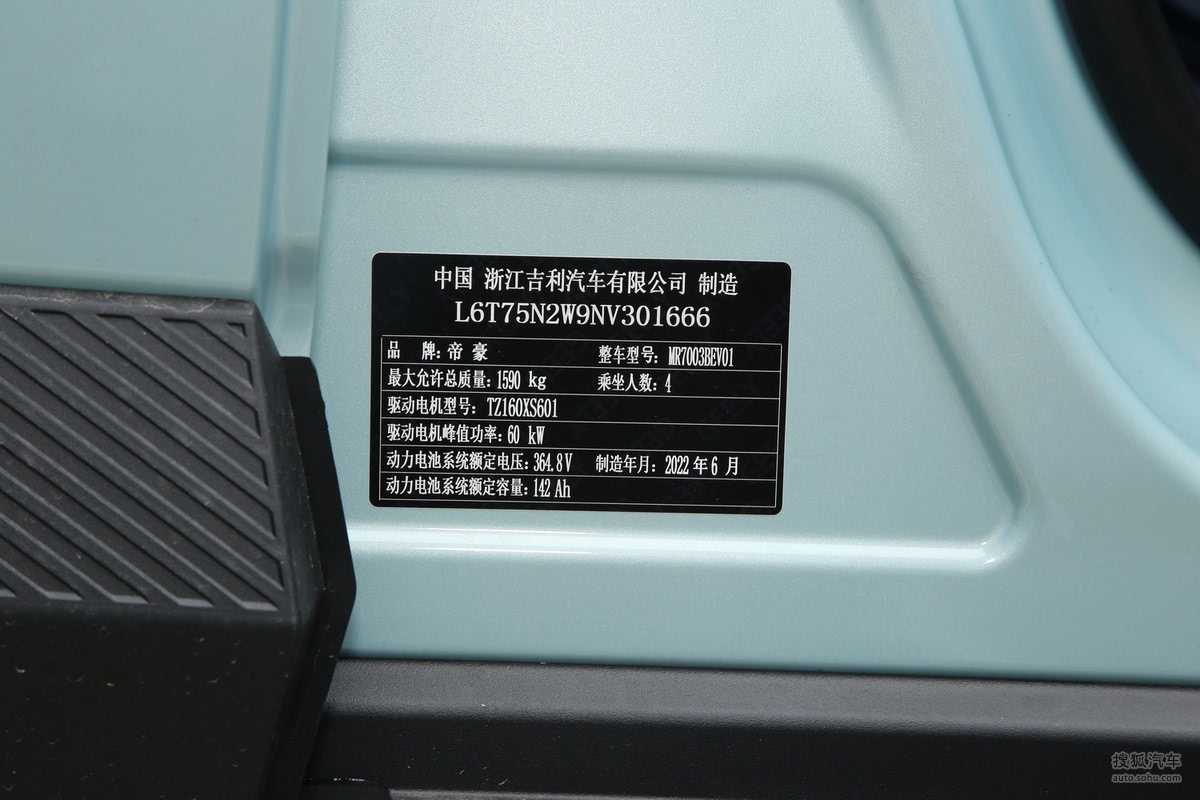 中国 浙江吉利汽车有限公司 制造
L6T75N2W9NV301666
品 牌: 帝 豪 整车型号: MR7003BEV01
最大允许总质量: 1590 kg 乘坐人数: 4
驱动电机型号: TZ160XS601
驱动电机峰值功率: 60 kW
动力电池系统额定电压: 364.8V 制造年月: 2022 年 6 月
动力电池系统额定容量: 142 Ah
搜狐汽车
auto.sohu.com